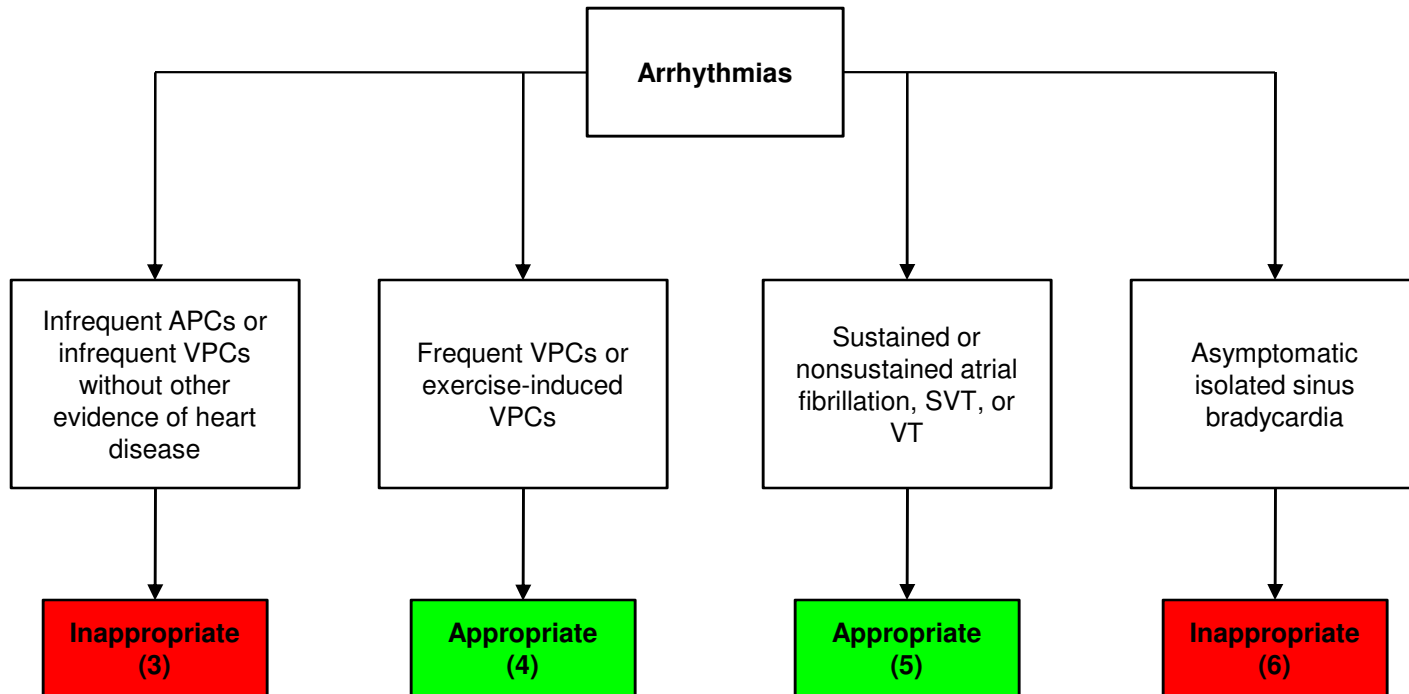 Arrhythmias
Infrequent APCs or
infrequent VPCs
without other
evidence of heart
disease
Frequent VPCs or
exercise-induced
VPCs
Sustained or
nonsustained atrial
fibrillation, SVT, or
VT
Asymptomatic
isolated sinus
bradycardia
Inappropriate
(3)
Appropriate
(4)
Appropriate
(5)
Inappropriate
(6)